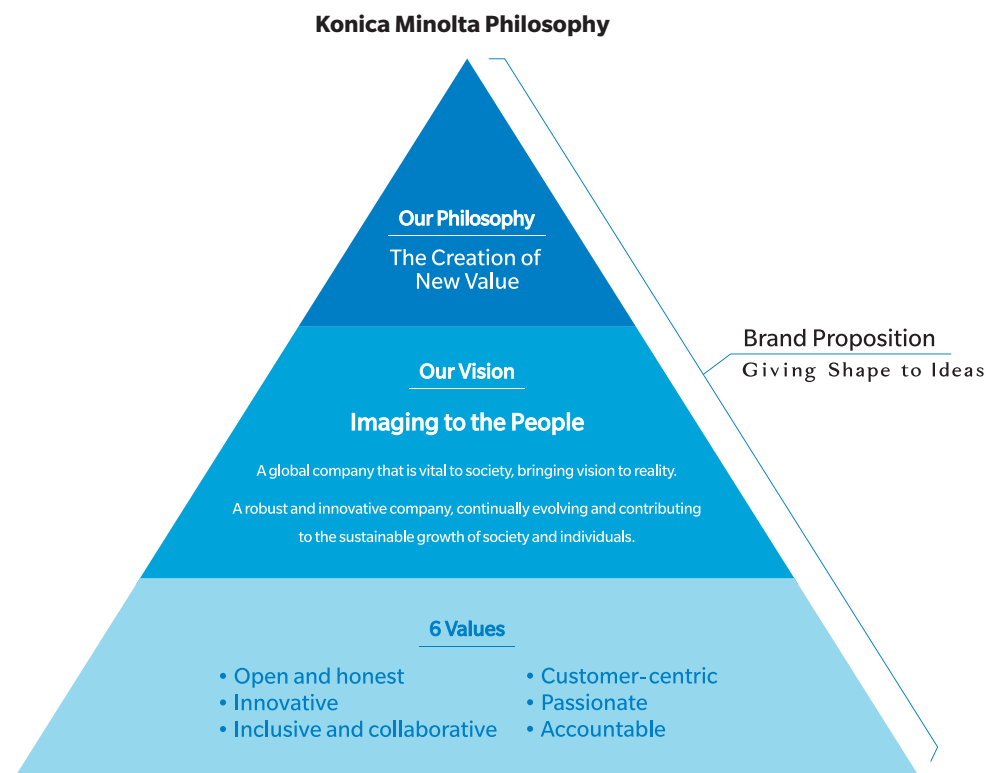 Konica Minolta Philosophy
Our Philosophy
The Creation of
New Value
Our Vision
Imaging to the People
A global company that is vital to society, bringing vision to reality.
A robust and innovative company, continually evolving and contributing
to the sustainable growth of society and individuals.
6 Values
• Open and honest
• Innovative
• Inclusive and collaborative
• Customer-centric
• Passionate
• Accountable
Brand Proposition
Giving Shape to Ideas